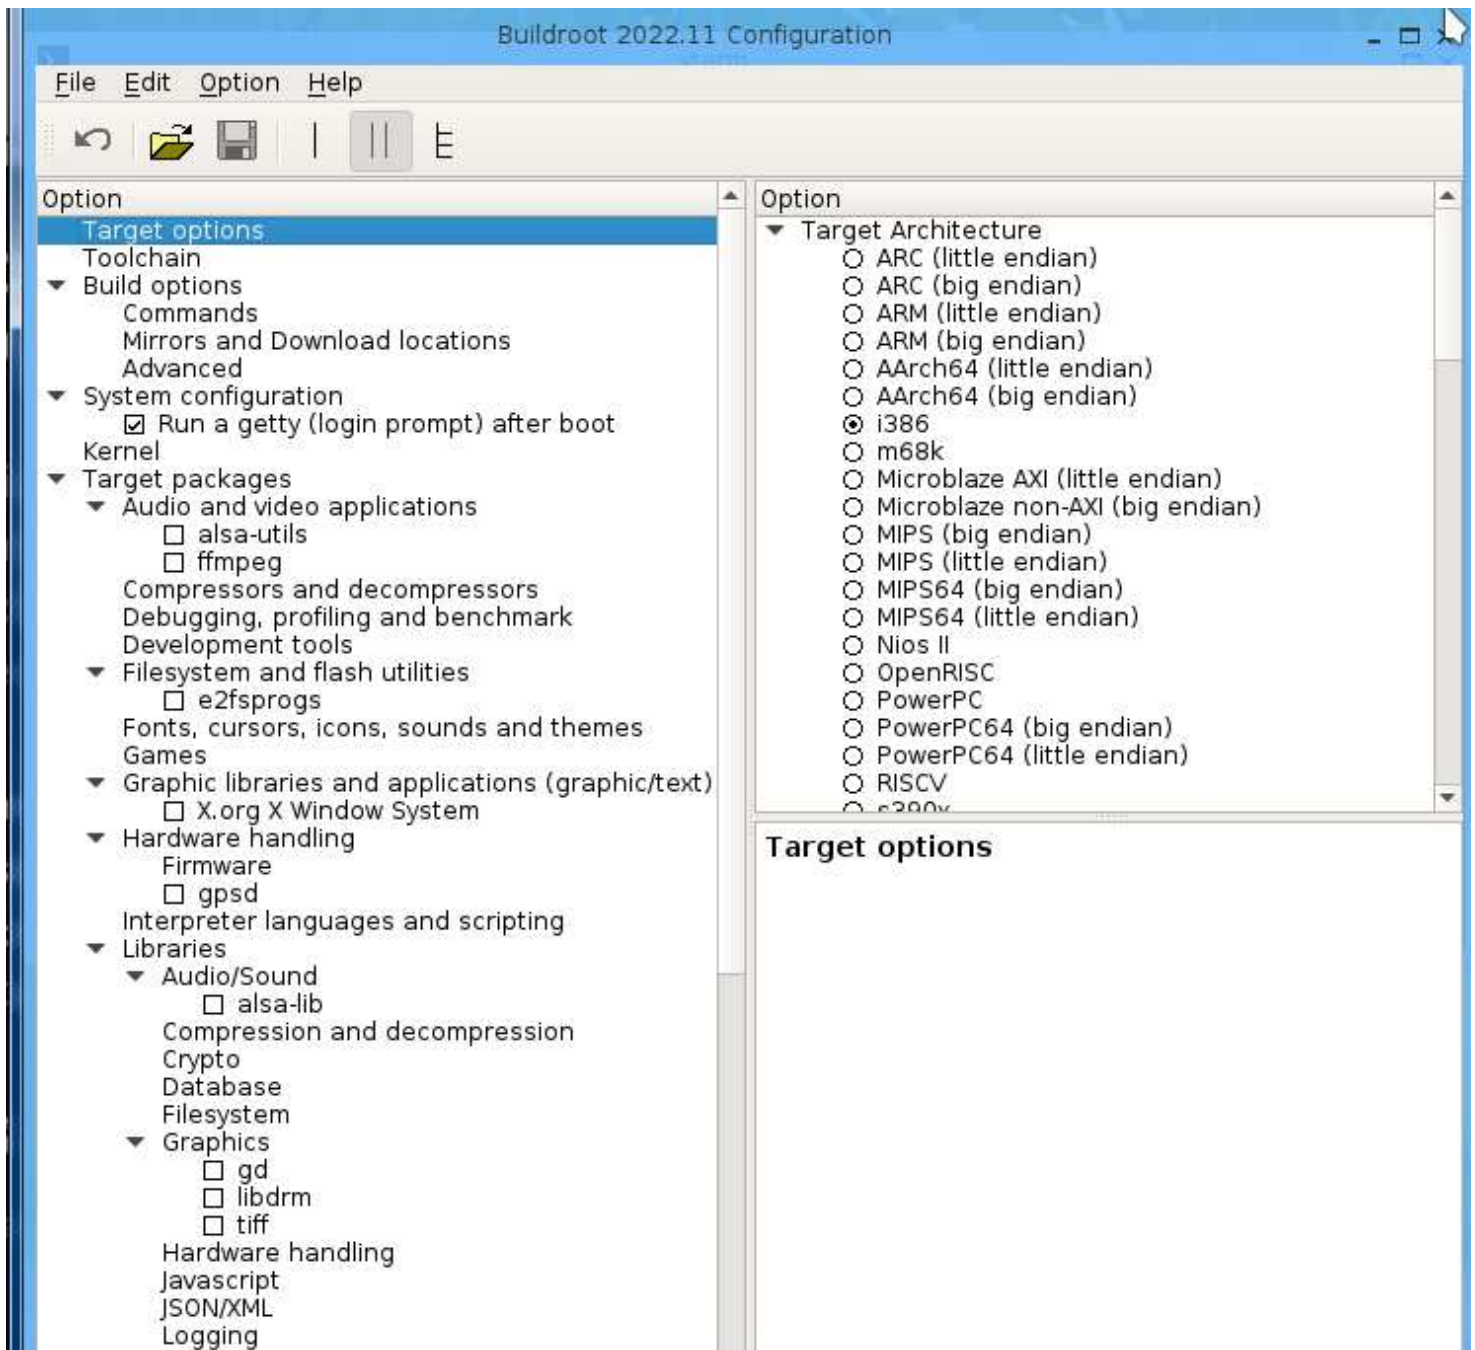 Buildroot 2022.11 Configuration
File Edit Option Help
Option
Target options
Toolchain
Build options
Commands
Mirrors and Download locations
Advanced
System configuration
Run a getty (login prompt) after boot
Kernel
Target packages
Audio and video applications
alsa-utils
ffmpeg
Compressors and decompressors
Debugging, profiling and benchmark
Development tools
Filesystem and flash utilities
e2fsprogs
Fonts, cursors, icons, sounds and themes
Games
Graphic libraries and applications (graphic/text)
X.org X Window System
Hardware handling
Firmware
gpsd
Interpreter languages and scripting
Libraries
Audio/Sound
alsa-lib
Compression and decompression
Crypto
Database
Filesystem
Graphics
gd
libdrm
tiff
Hardware handling
Javascript
JSON/XML
Logging
Option
Target Architecture
ARC (little endian)
ARC (big endian)
ARM (little endian)
ARM (big endian)
AArch64 (little endian)
AArch64 (big endian)
i386
m68k
Microblaze AXI (little endian)
Microblaze non-AXI (big endian)
MIPS (big endian)
MIPS (little endian)
MIPS64 (big endian)
MIPS64 (little endian)
Nios II
OpenRISC
PowerPC
PowerPC64 (big endian)
PowerPC64 (little endian)
RISCV
Target options